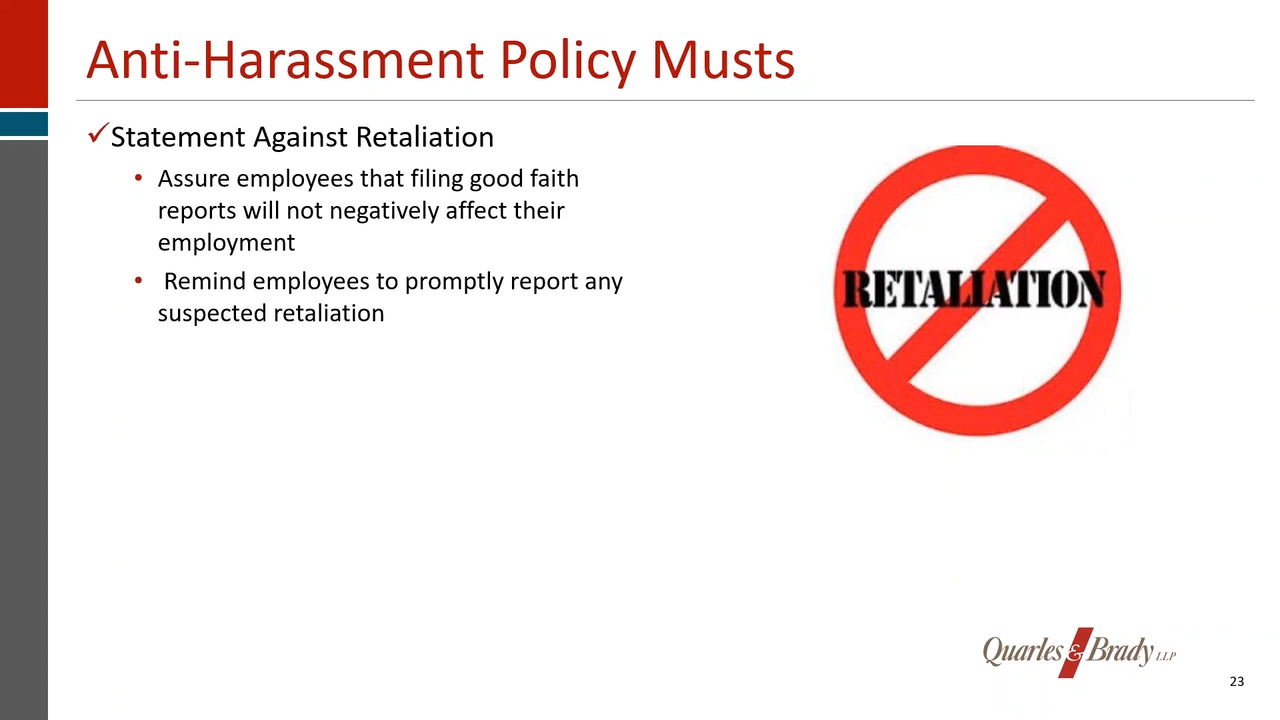 Anti-Harassment Policy Musts
✓Statement Against Retaliation
• Assure employees that filing good faith
reports will not negatively affect their
employment
• Remind employees to promptly report any
suspected retaliation
RETALIATION
Quarles & Brady LLP
23